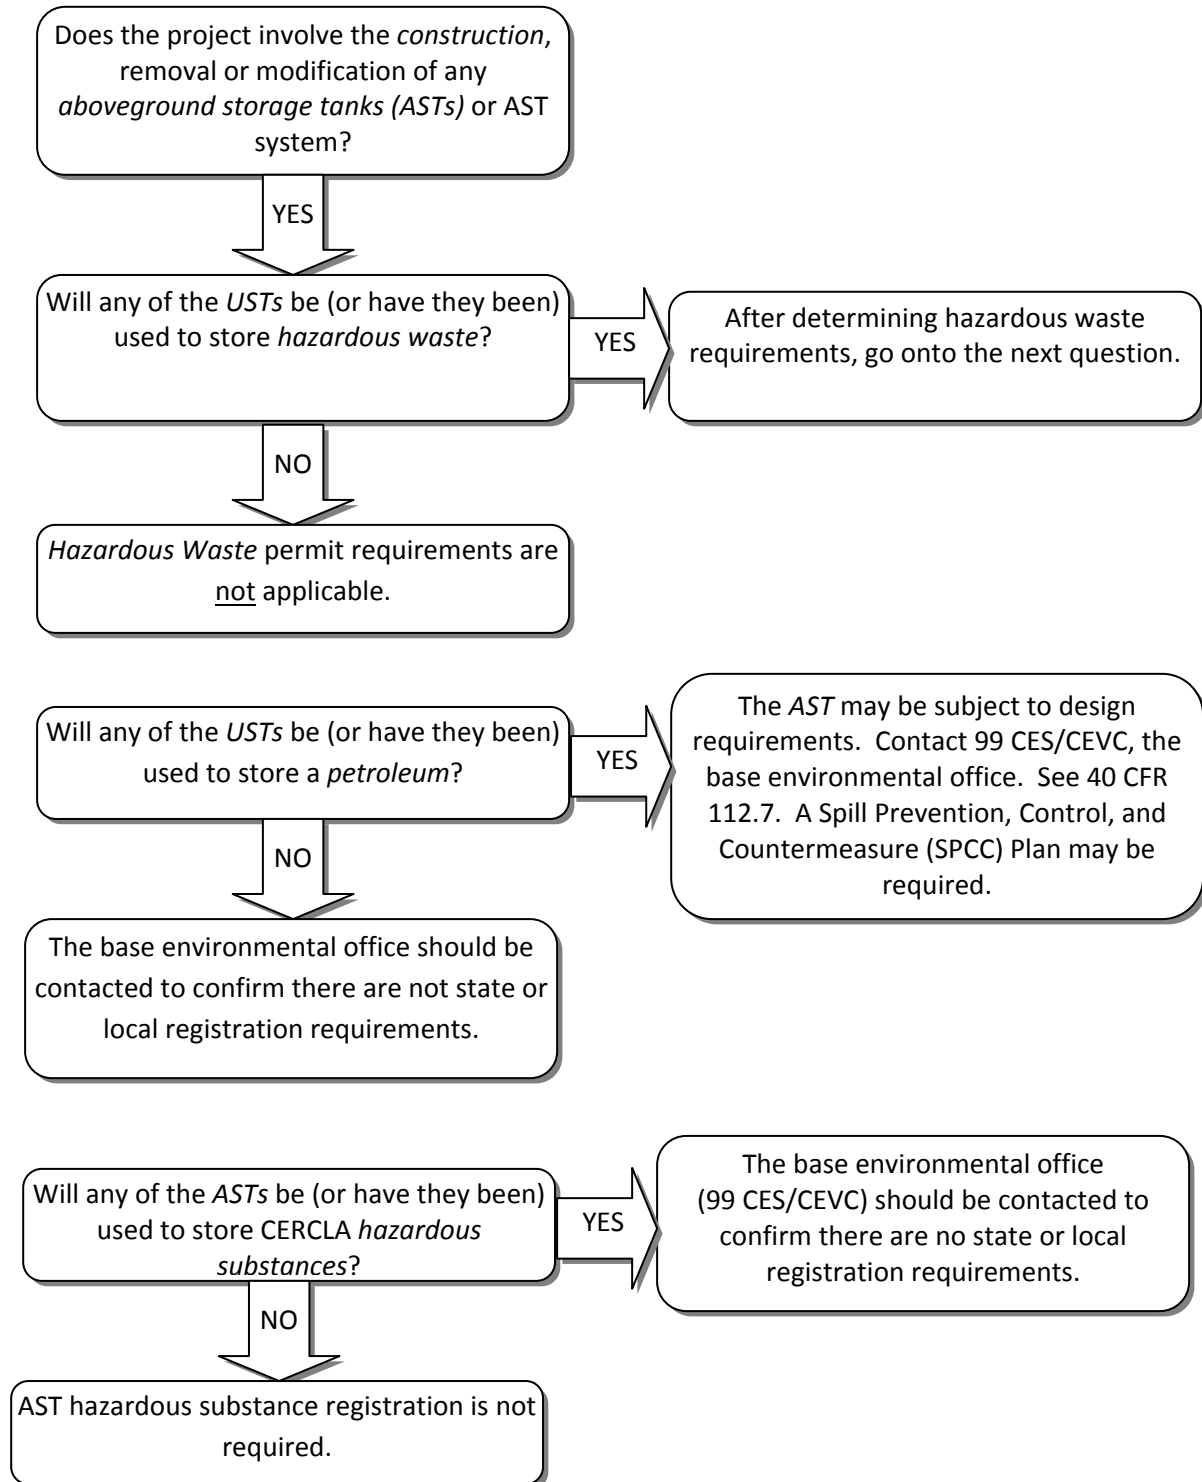 Does the project involve the construction,
removal or modification of any
aboveground storage tanks (ASTs) or AST
system?
YES
Will any of the USTs be (or have they been)
used to store hazardous waste?
YES
After determining hazardous waste
requirements, go onto the next question.
NO
Hazardous Waste permit requirements are
not applicable.
Will any of the USTs be (or have they been)
used to store a petroleum?
YES
The AST may be subject to design
requirements.  Contact 99 CES/CEVC, the
base environmental office.  See 40 CFR
112.7.  A Spill Prevention, Control, and
Countermeasure (SPCC) Plan may be
required.
NO
The base environmental office should be
contacted to confirm there are not state or
local registration requirements.
Will any of the ASTs be (or have they been)
used to store CERCLA hazardous
substances?
YES
The base environmental office
(99 CES/CEVC) should be contacted to
confirm there are no state or local
registration requirements.
NO
AST hazardous substance registration is not
required.